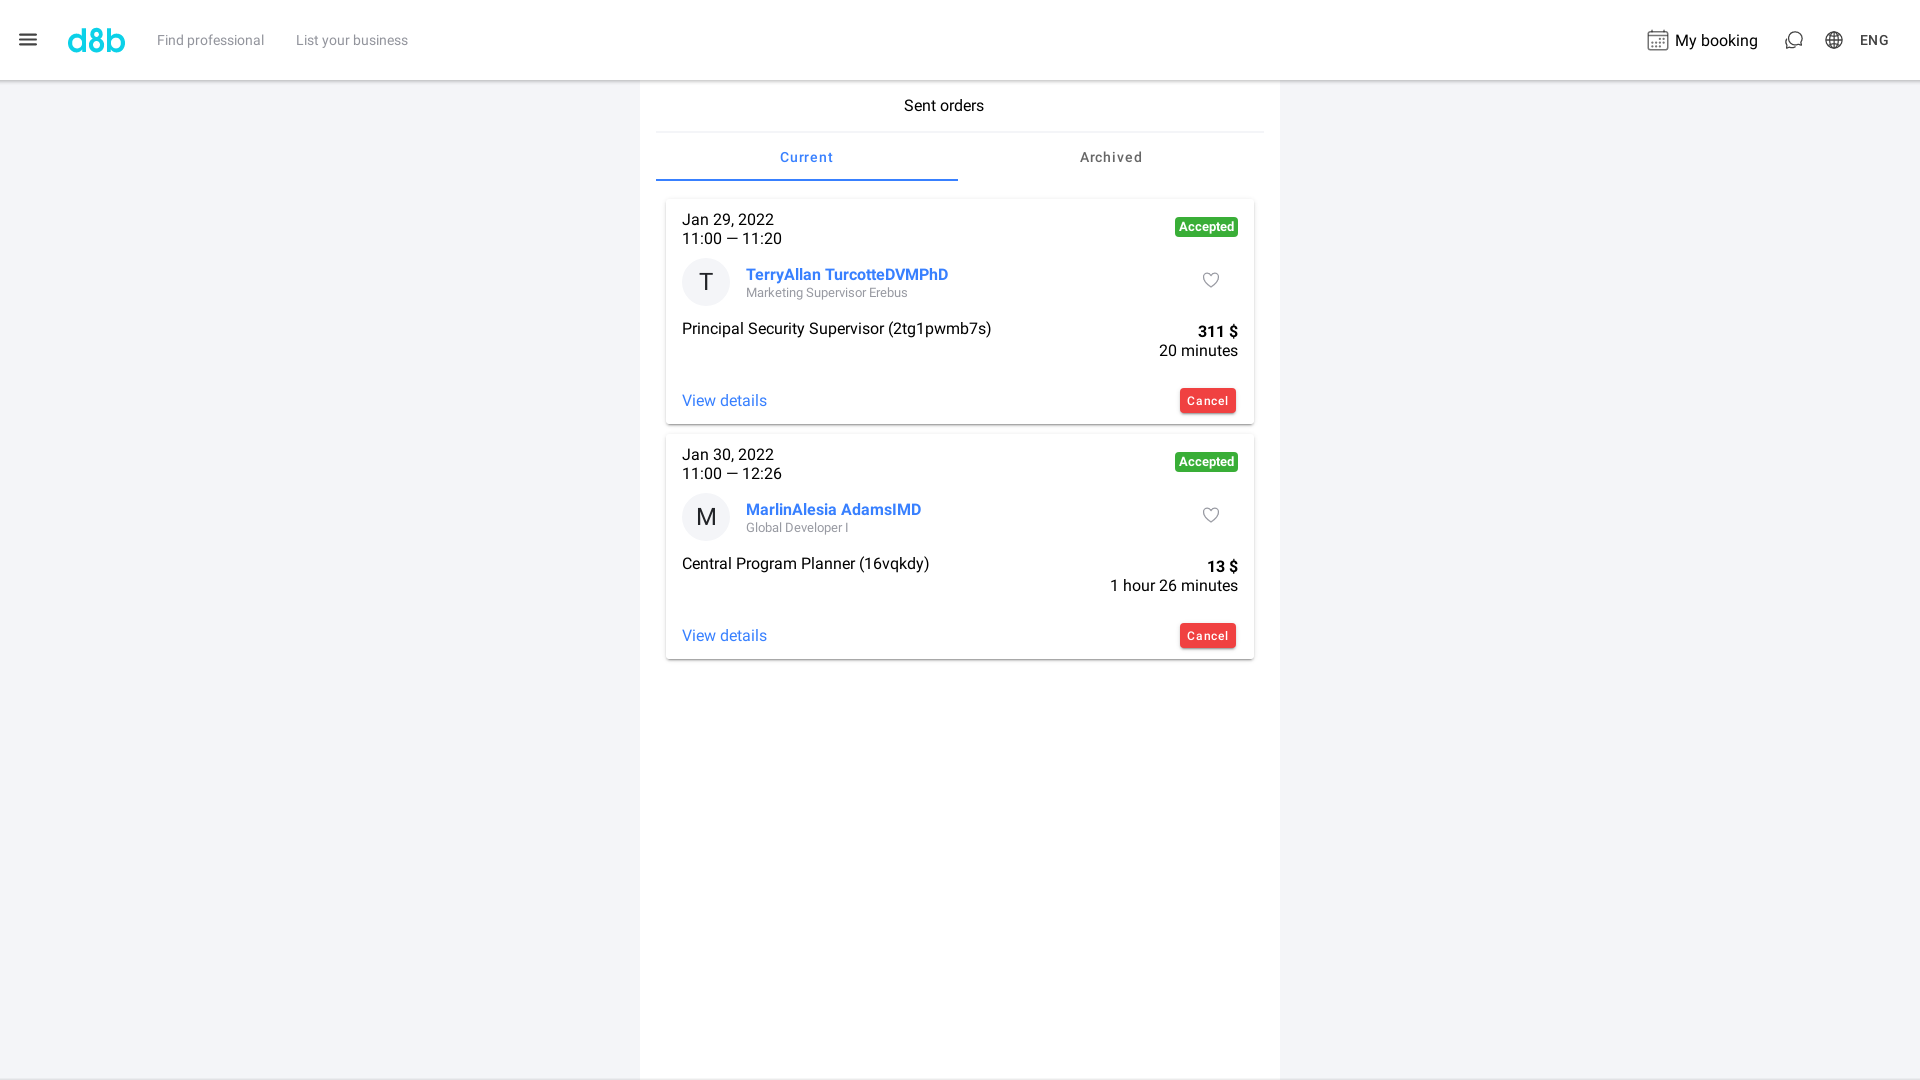 d8b
Find professional
List your business
My booking
ENG
Sent orders
Current
Archived
Jan 29, 2022
11:00 — 11:20
Accepted
T
TerryAllan TurcotteDVMPhD
Marketing Supervisor Erebus
Principal Security Supervisor (2tg1pwmb7s)
311 $
20 minutes
View details
Cancel
Jan 30, 2022
11:00 — 12:26
Accepted
M
MarlinAlesia AdamsIMD
Global Developer I
Central Program Planner (16vqkdy)
13 $
1 hour 26 minutes
View details
Cancel